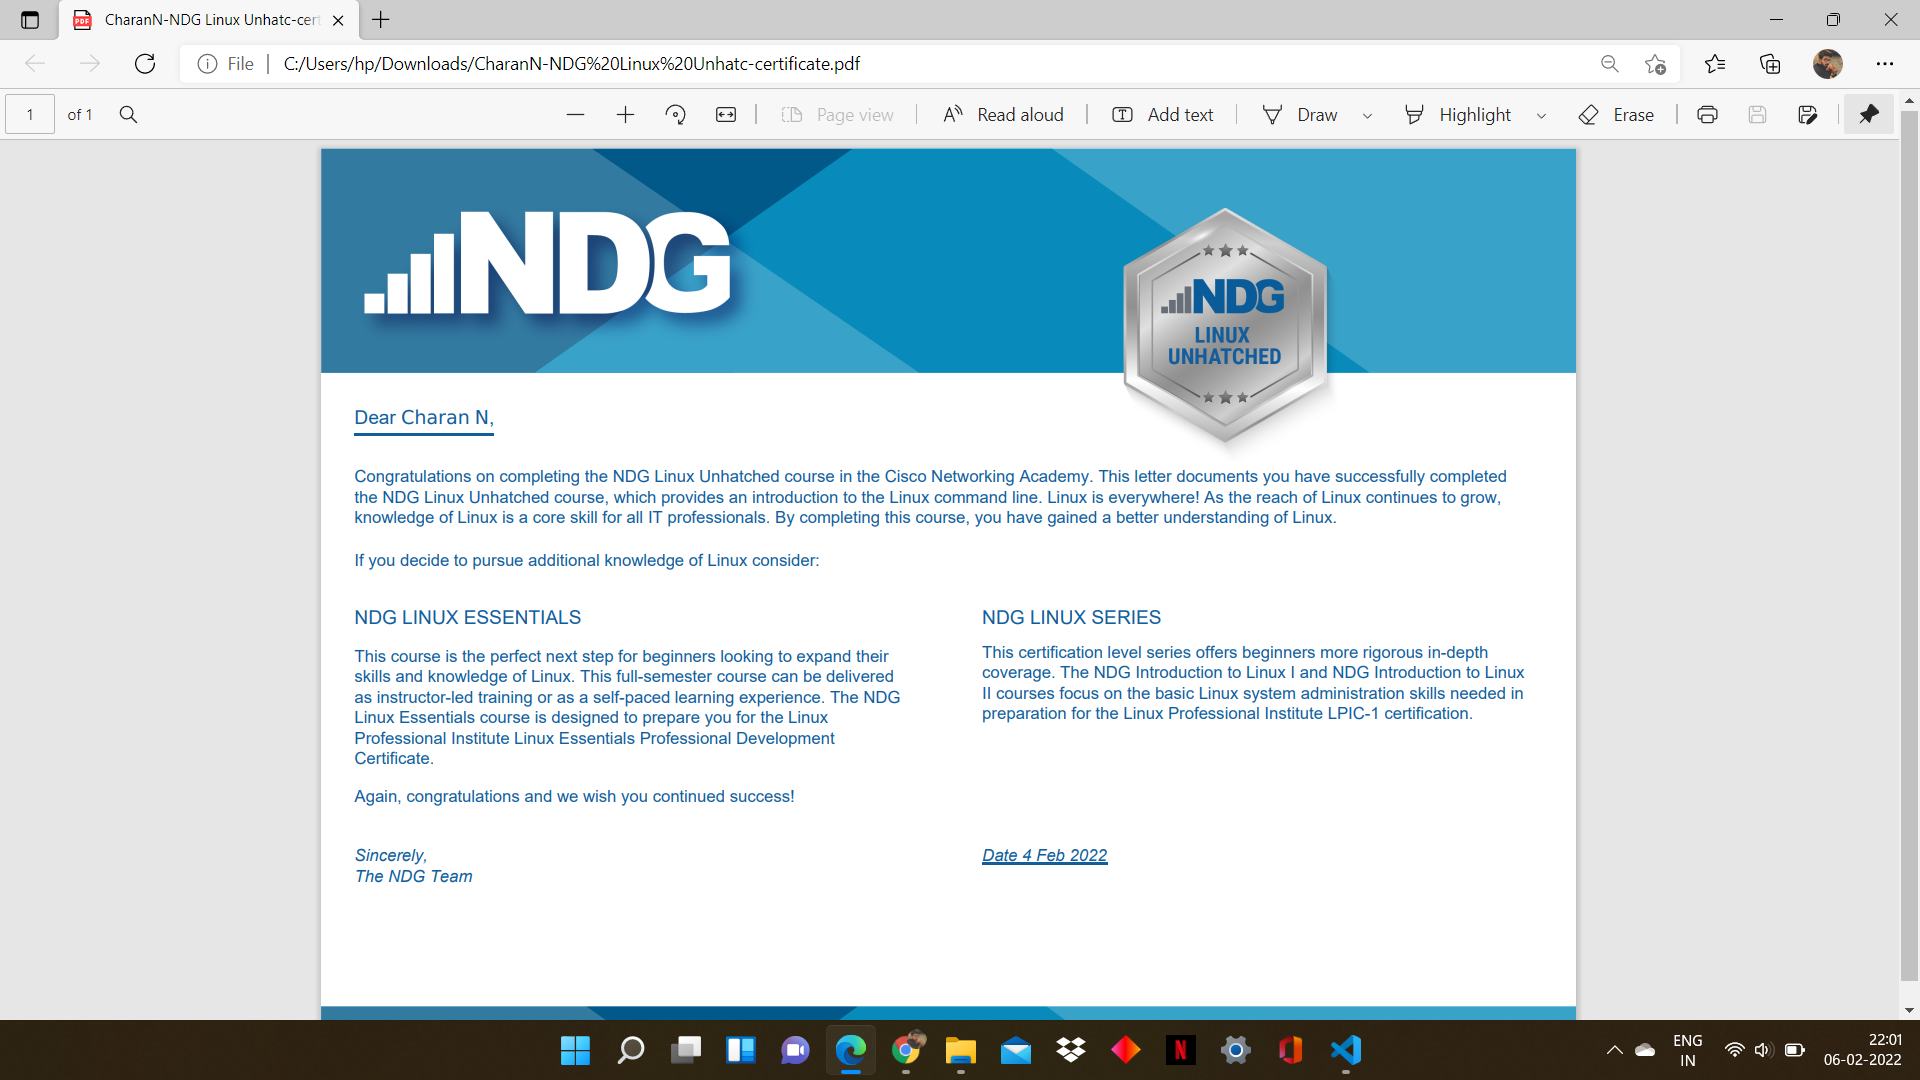 CharanN-NDG Linux Unhatc-cert
File
C:/Users/hp/Downloads/CharanN-NDG%20Linux%20Unhatc-certificate.pdf
1 of 1
Page view
Read aloud
Add text
Draw
Highlight
Erase
NDG
NDG
LINUX
UNHATCHED
Dear Charan N,
Congratulations on completing the NDG Linux Unhatched course in the Cisco Networking Academy. This letter documents you have successfully completed
the NDG Linux Unhatched course, which provides an introduction to the Linux command line. Linux is everywhere! As the reach of Linux continues to grow,
knowledge of Linux is a core skill for all IT professionals. By completing this course, you have gained a better understanding of Linux.
If you decide to pursue additional knowledge of Linux consider:
NDG LINUX ESSENTIALS
This course is the perfect next step for beginners looking to expand their
skills and knowledge of Linux. This full-semester course can be delivered
as instructor-led training or as a self-paced learning experience. The NDG
Linux Essentials course is designed to prepare you for the Linux
Professional Institute Linux Essentials Professional Development
Certificate.
Again, congratulations and we wish you continued success!
NDG LINUX SERIES
This certification level series offers beginners more rigorous in-depth
coverage. The NDG Introduction to Linux I and NDG Introduction to Linux
II courses focus on the basic Linux system administration skills needed in
preparation for the Linux Professional Institute LPIC-1 certification.
Sincerely,
The NDG Team
Date 4 Feb 2022
ENG
IN
22:01
06-02-2022